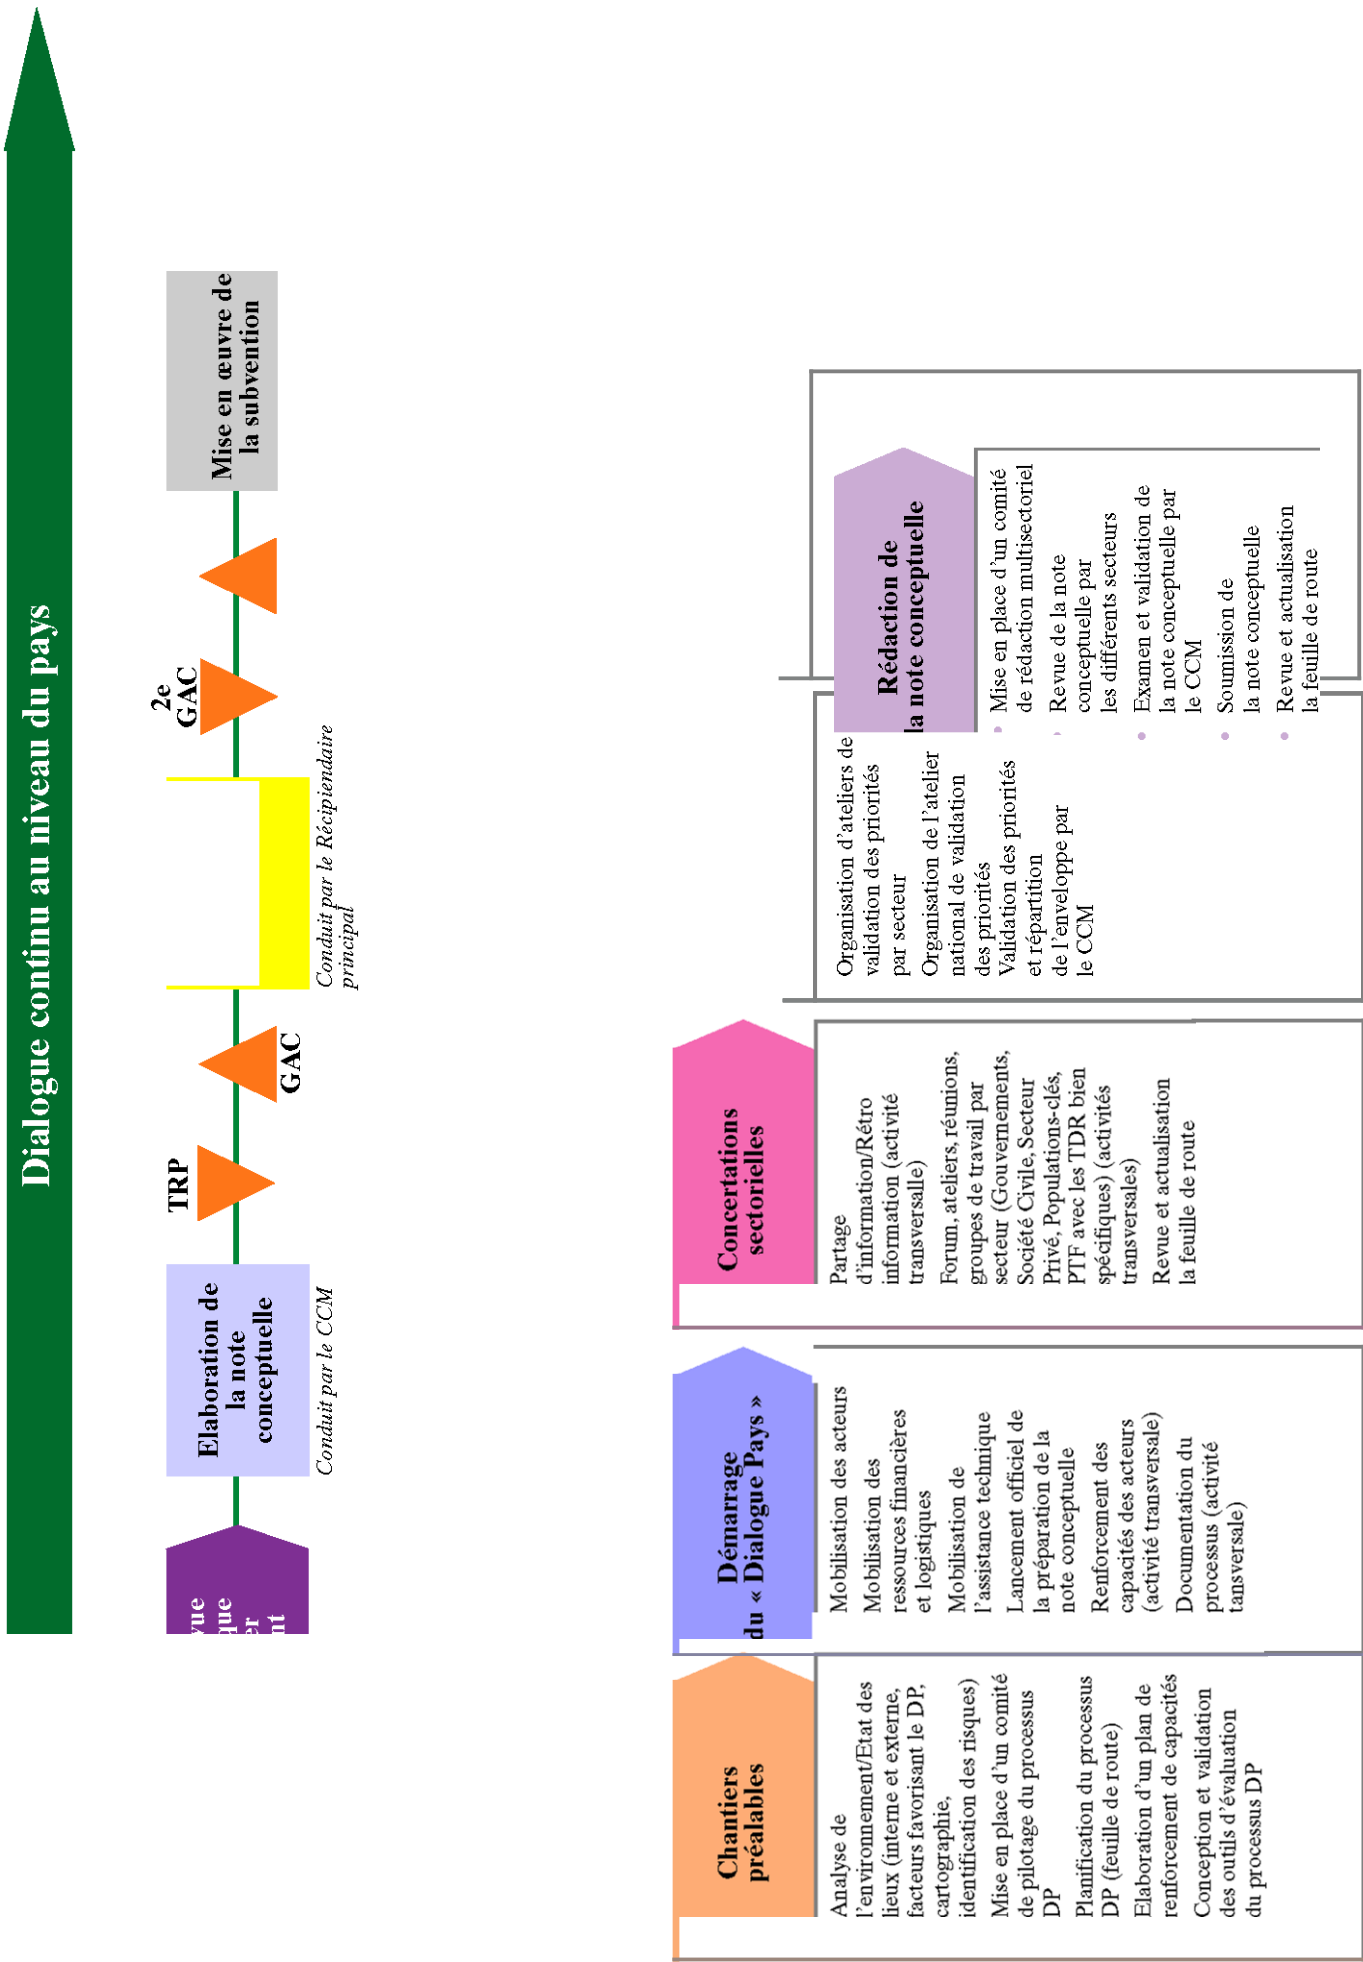 Dialogue continu au niveau du pays
Elaboration de
la note
conceptuelle
Conduit par le CCM
TRP
GAC
Conduit par le Récipiendaire
principal
2e
GAC
Mise en œuvre de
la subvention
Chantiers
préalables
Analyse de
l'environnement/Etat des
lieux (interne et externe,
facteurs favorisant le DP,
cartographie,
identification des risques)
Mise en place d'un comité
de pilotage du processus
DP
Planification du processus
DP (feuille de route)
Elaboration d'un plan de
renforcement de capacités
Conception et validation
des outils d'évaluation
du processus DP
Démarrage
du « Dialogue Pays »
Mobilisation des acteurs
Mobilisation des
ressources financières
et logistiques
Mobilisation de
l'assistance technique
Lancement officiel de
la préparation de la
note conceptuelle
Renforcement des
capacités des acteurs
(activité transversale)
Documentation du
processus (activité
tansversale)
Concertations
sectorielles
Partage
d'information/Rétro
information (activité
transversalle)
Forum, ateliers, réunions,
groupes de travail par
secteur (Gouvernements,
Société Civile, Secteur
Privé, Populations-clés,
PTF avec les TDR bien
spécifiques) (activités
transversales)
Revue et actualisation
la feuille de route
Organisation d'ateliers de
validation des priorités
par secteur
Organisation de l'atelier
national de validation
des priorités
Validation des priorités
et répartition
de l'enveloppe par
le CCM
Rédaction de
la note conceptuelle
• Mise en place d'un comité
de rédaction multisectoriel
• Revue de la note
conceptuelle par
les différents secteurs
• Examen et validation de
la note conceptuelle par
le CCM
• Soumission de
la note conceptuelle
• Revue et actualisation
la feuille de route